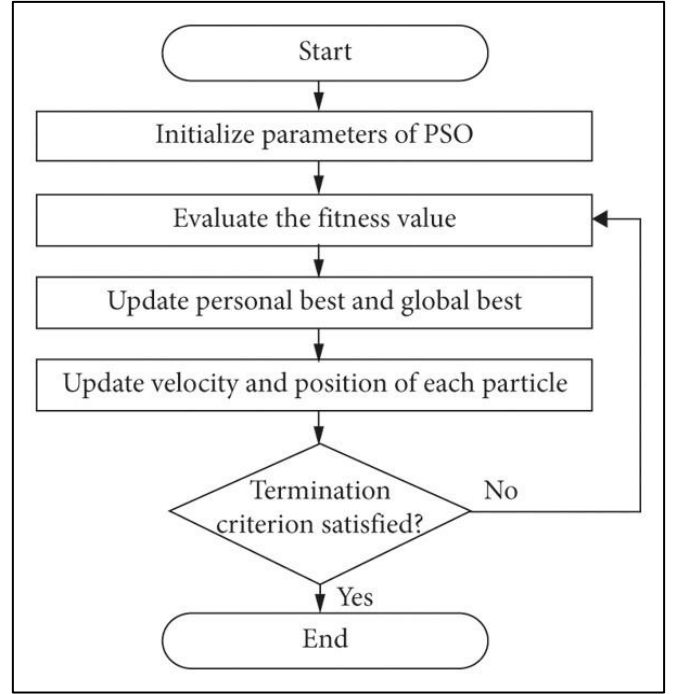 Start
Initialize parameters of PSO
Evaluate the fitness value
Update personal best and global best
Update velocity and position of each particle
Termination
criterion satisfied?
No
Yes
End